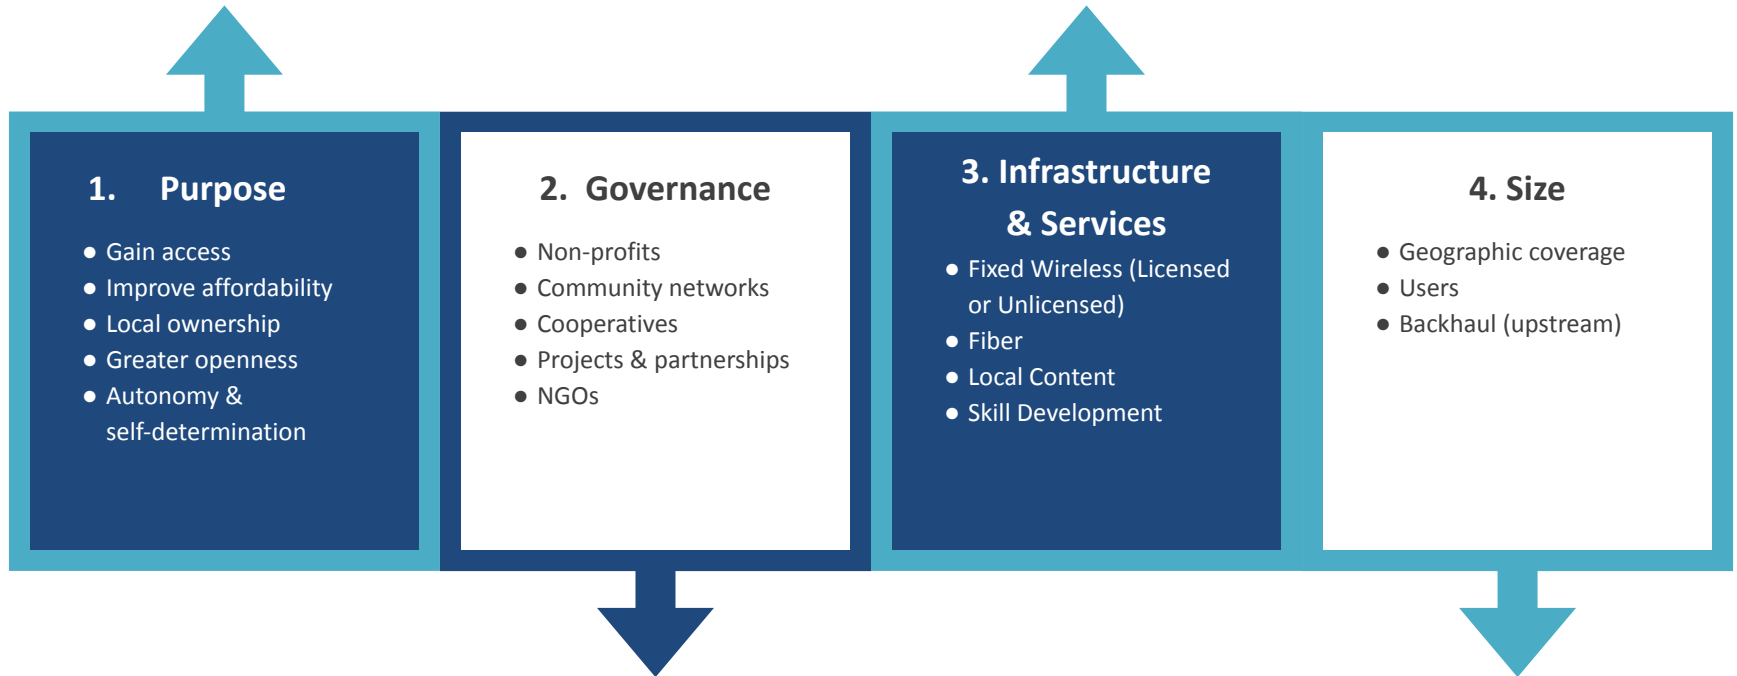 1. Purpose
● Gain access
● Improve affordability
● Local ownership
● Greater openness
● Autonomy &
self-determination
2. Governance
● Non-profits
● Community networks
● Cooperatives
● Projects & partnerships
● NGOs
3. Infrastructure
& Services
● Fixed Wireless (Licensed
or Unlicensed)
● Fiber
● Local Content
● Skill Development
4. Size
● Geographic coverage
● Users
● Backhaul (upstream)